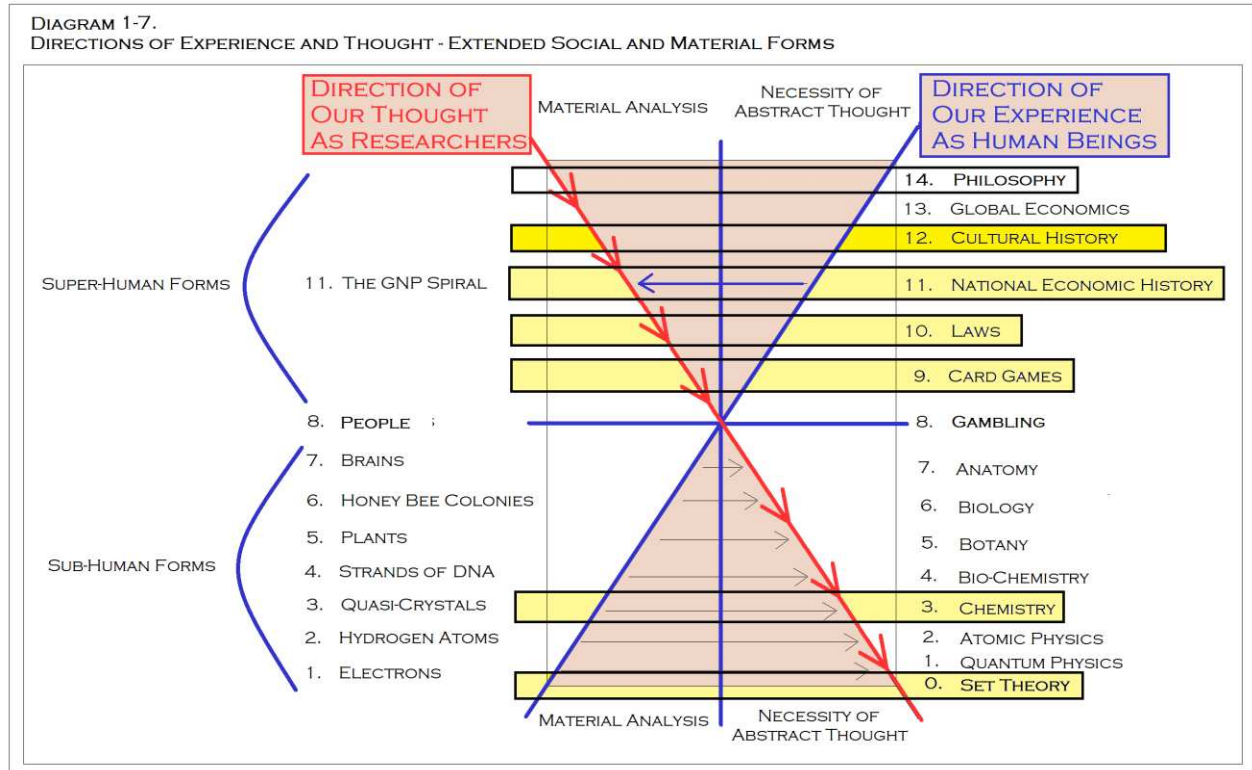 Diagram 1-7.
Directions of Experience and Thought - Extended Social and Material Forms
Direction of
Our Thought
As Researchers
Material Analysis
Necessity of
Abstract Thought
Direction of
Our Experience
As Human Beings
14. Philosophy
13. Global Economics
12. Cultural History
Super-Human Forms
11. The GNP Spiral
11. National Economic History
10. Laws
9. Card Games
8. People ;
8. Gambling
7. Brains
7. Anatomy
6. Honey Bee Colonies
6. Biology
5. Plants
5. Botany
Sub-Human Forms
4. Strands of DNA
4. Bio-Chemistry
3. Quasi-Crystals
3. Chemistry
2. Hydrogen Atoms
2. Atomic Physics
1. Electrons
1. Quantum Physics
0. Set Theory
Material Analysis
Necessity of
Abstract Thought